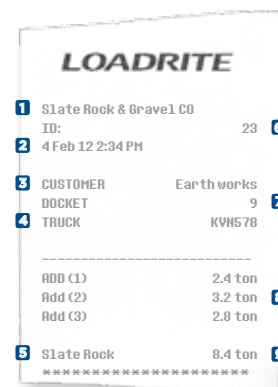 LOADRITE
1 Slate Rock & Gravel CO
ID: 23
2 4 Feb 12 2:34 PM
3 CUSTOMER Earth works
DOCKET 9
4 TRUCK KVN578
---------------------------
ADD (1) 2.4 ton
Add (2) 3.2 ton
Add (3) 2.8 ton
5 Slate Rock 8.4 ton
**********************